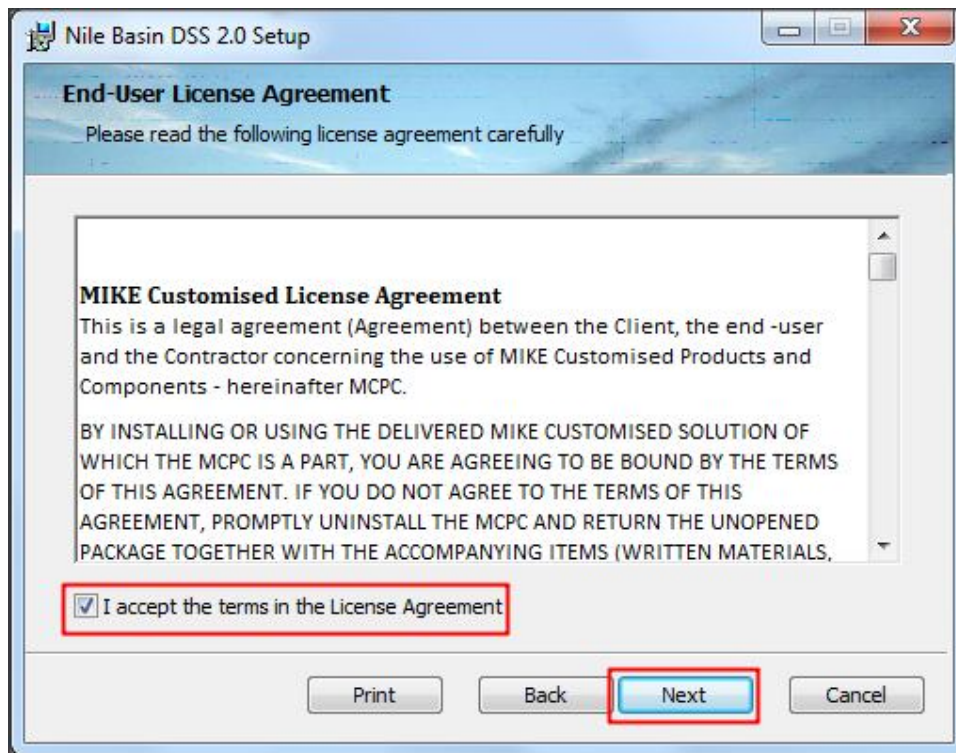 Nile Basin DSS 2.0 Setup
End-User License Agreement
Please read the following license agreement carefully
MIKE Customised License Agreement
This is a legal agreement (Agreement) between the Client, the end -user
and the Contractor concerning the use of MIKE Customised Products and
Components - hereinafter MCPC.
BY INSTALLING OR USING THE DELIVERED MIKE CUSTOMISED SOLUTION OF
WHICH THE MCPC IS A PART, YOU ARE AGREEING TO BE BOUND BY THE TERMS
OF THIS AGREEMENT. IF YOU DO NOT AGREE TO THE TERMS OF THIS
AGREEMENT, PROMPTLY UNINSTALL THE MCPC AND RETURN THE UNOPENED
PACKAGE TOGETHER WITH THE ACCOMPANYING ITEMS (WRITTEN MATERIALS,
I accept the terms in the License Agreement
Print Back Next Cancel